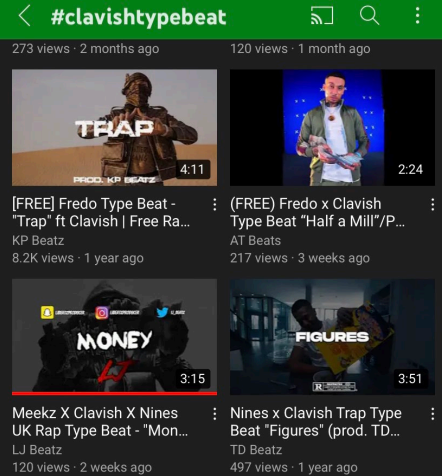 #clavishtypebeat
273 views · 2 months ago
120 views · 1 month ago
TRAP
PROD. KP BEATZ
4:11
[FREE] Fredo Type Beat -
"Trap" ft Clavish | Free Ra...
KP Beatz
8.2K views · 1 year ago
2:24
(FREE) Fredo x Clavish
Type Beat “Half a Mill”/P...
AT Beats
217 views · 3 weeks ago
MONEY
LJ
3:15
Meekz X Clavish X Nines
UK Rap Type Beat - "Mon...
LJ Beatz
120 views · 2 weeks ago
FIGURES
R
3:51
Nines x Clavish Trap Type
Beat "Figures" (prod. TD...
TD Beatz
497 views · 1 year ago